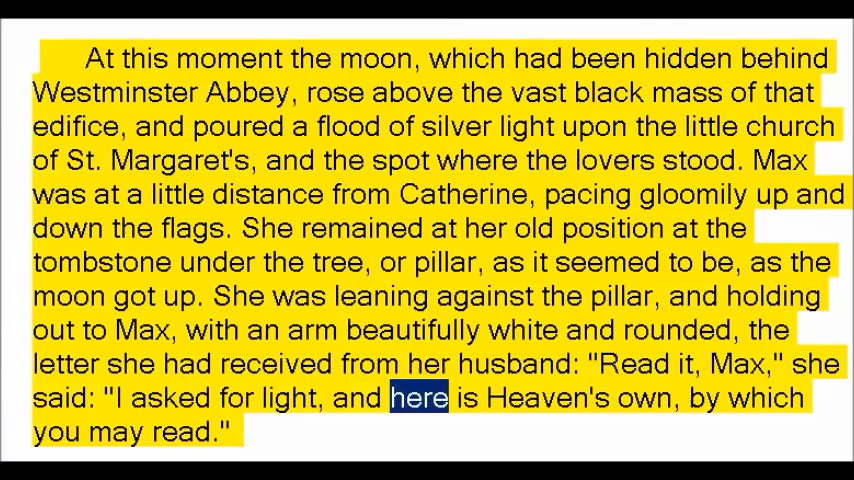 At this moment the moon, which had been hidden behind
Westminster Abbey, rose above the vast black mass of that
edifice, and poured a flood of silver light upon the little church
of St. Margaret's, and the spot where the lovers stood. Max
was at a little distance from Catherine, pacing gloomily up and
down the flags. She remained at her old position at the
tombstone under the tree, or pillar, as it seemed to be, as the
moon got up. She was leaning against the pillar, and holding
out to Max, with an arm beautifully white and rounded, the
letter she had received from her husband: "Read it, Max," she
said: "I asked for light, and here is Heaven's own, by which
you may read."